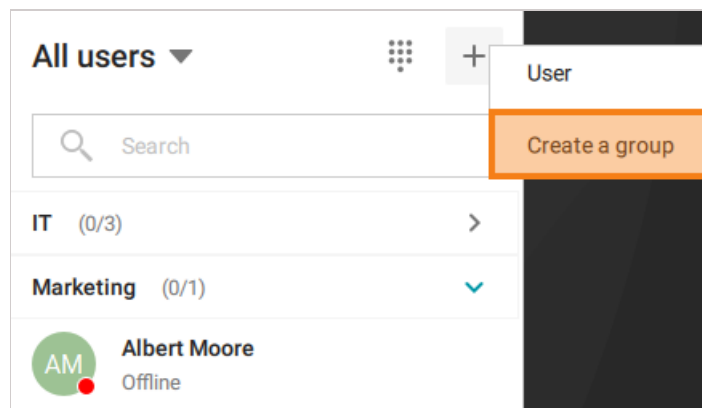 All users
User
Create a group
Search
IT (0/3)
Marketing (0/1)
AM
Albert Moore
Offline